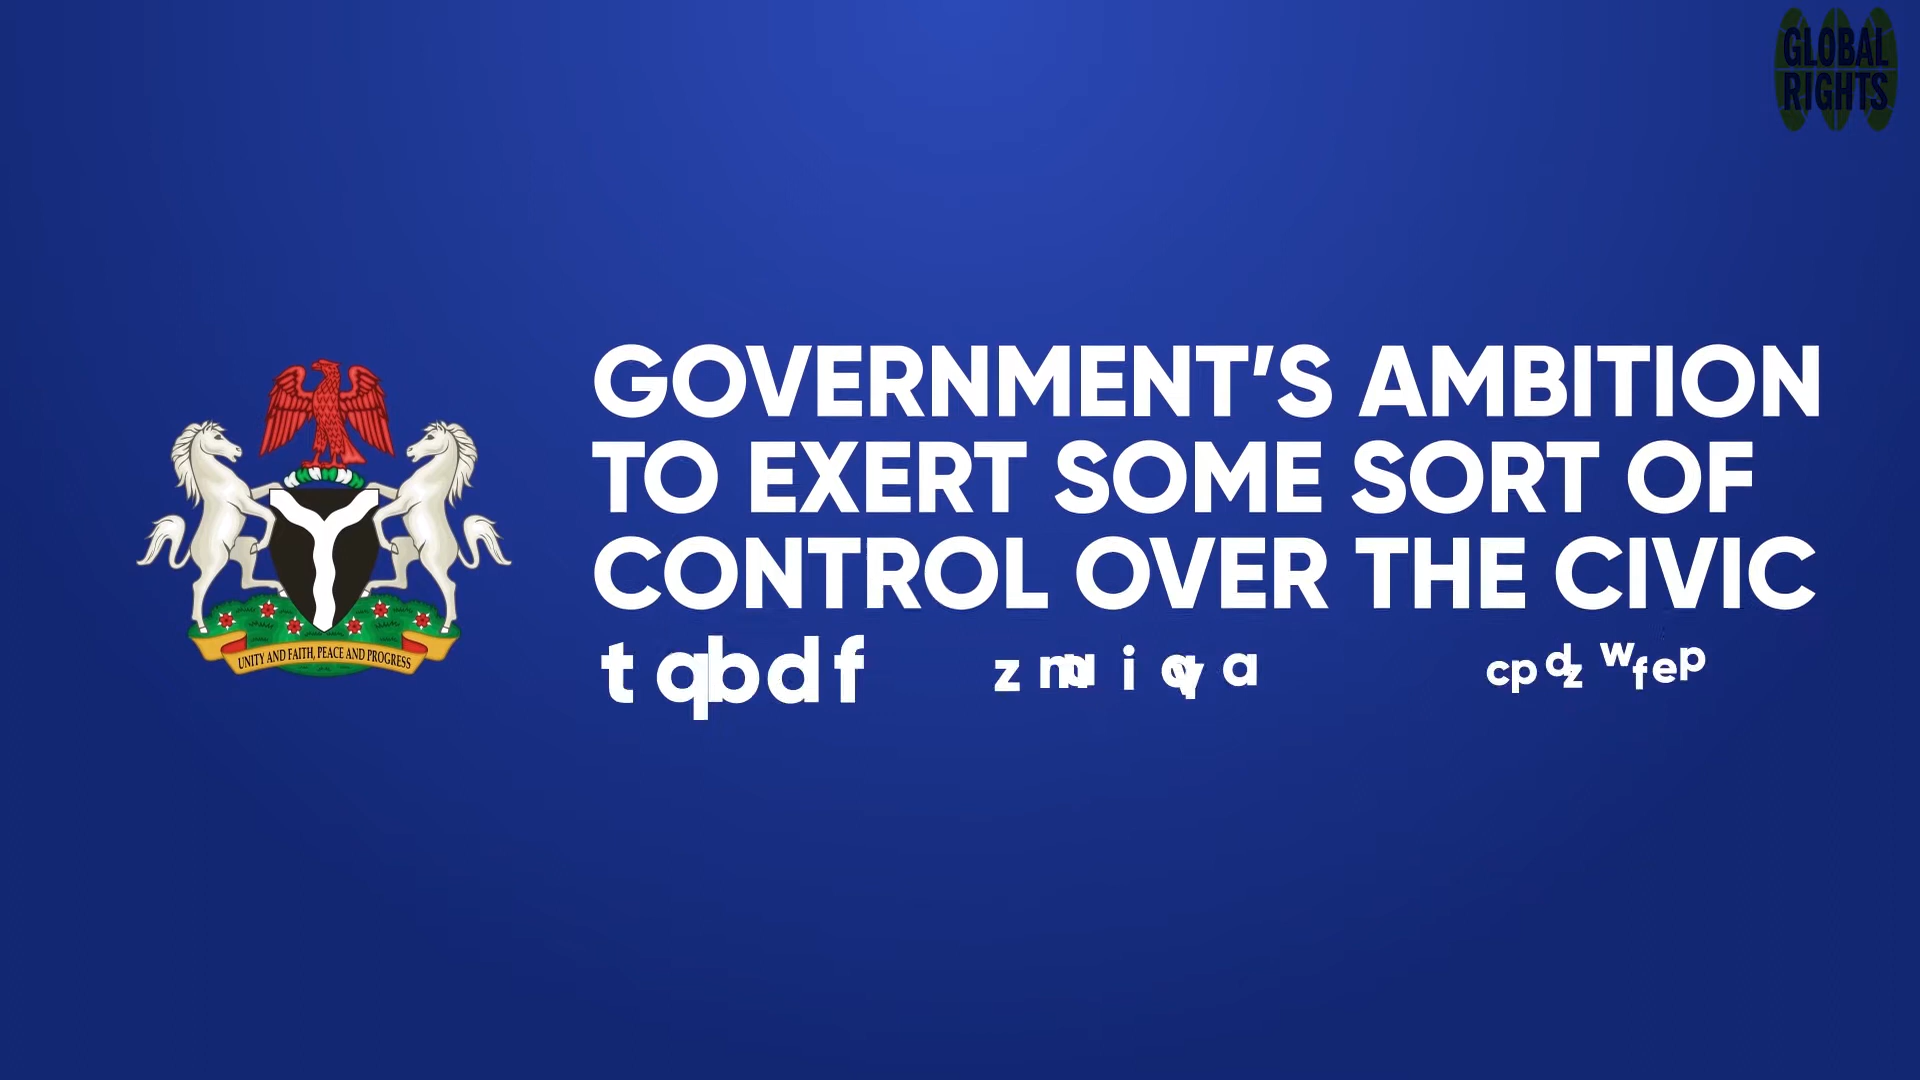 GLOBAL
RIGHTS
GOVERNMENT’S AMBITION
TO EXERT SOME SORT OF
CONTROL OVER THE CIVIC
UNITY AND FAITH, PEACE AND PROGRESS